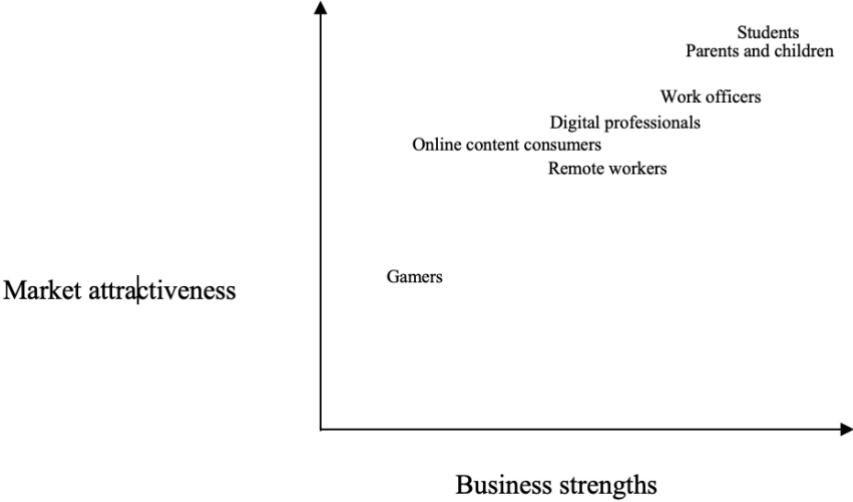 Students
Parents and children
Work officers
Digital professionals
Online content consumers
Remote workers
Gamers
Market attractiveness
Business strengths